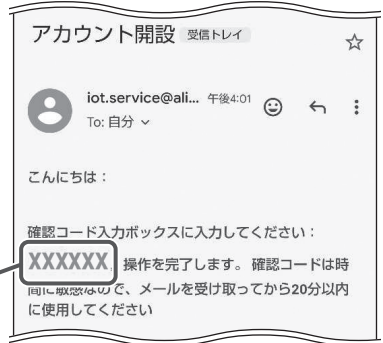 アカウント開設 受信トレイ
iot.service@ali... 午後4:01
To: 自分
こんにちは：
確認コード入力ボックスに入力してください：
XXXXXX, 操作を完了します。確認コードは時
間に敏感なので、メールを受け取ってから20分以内
に使用してください